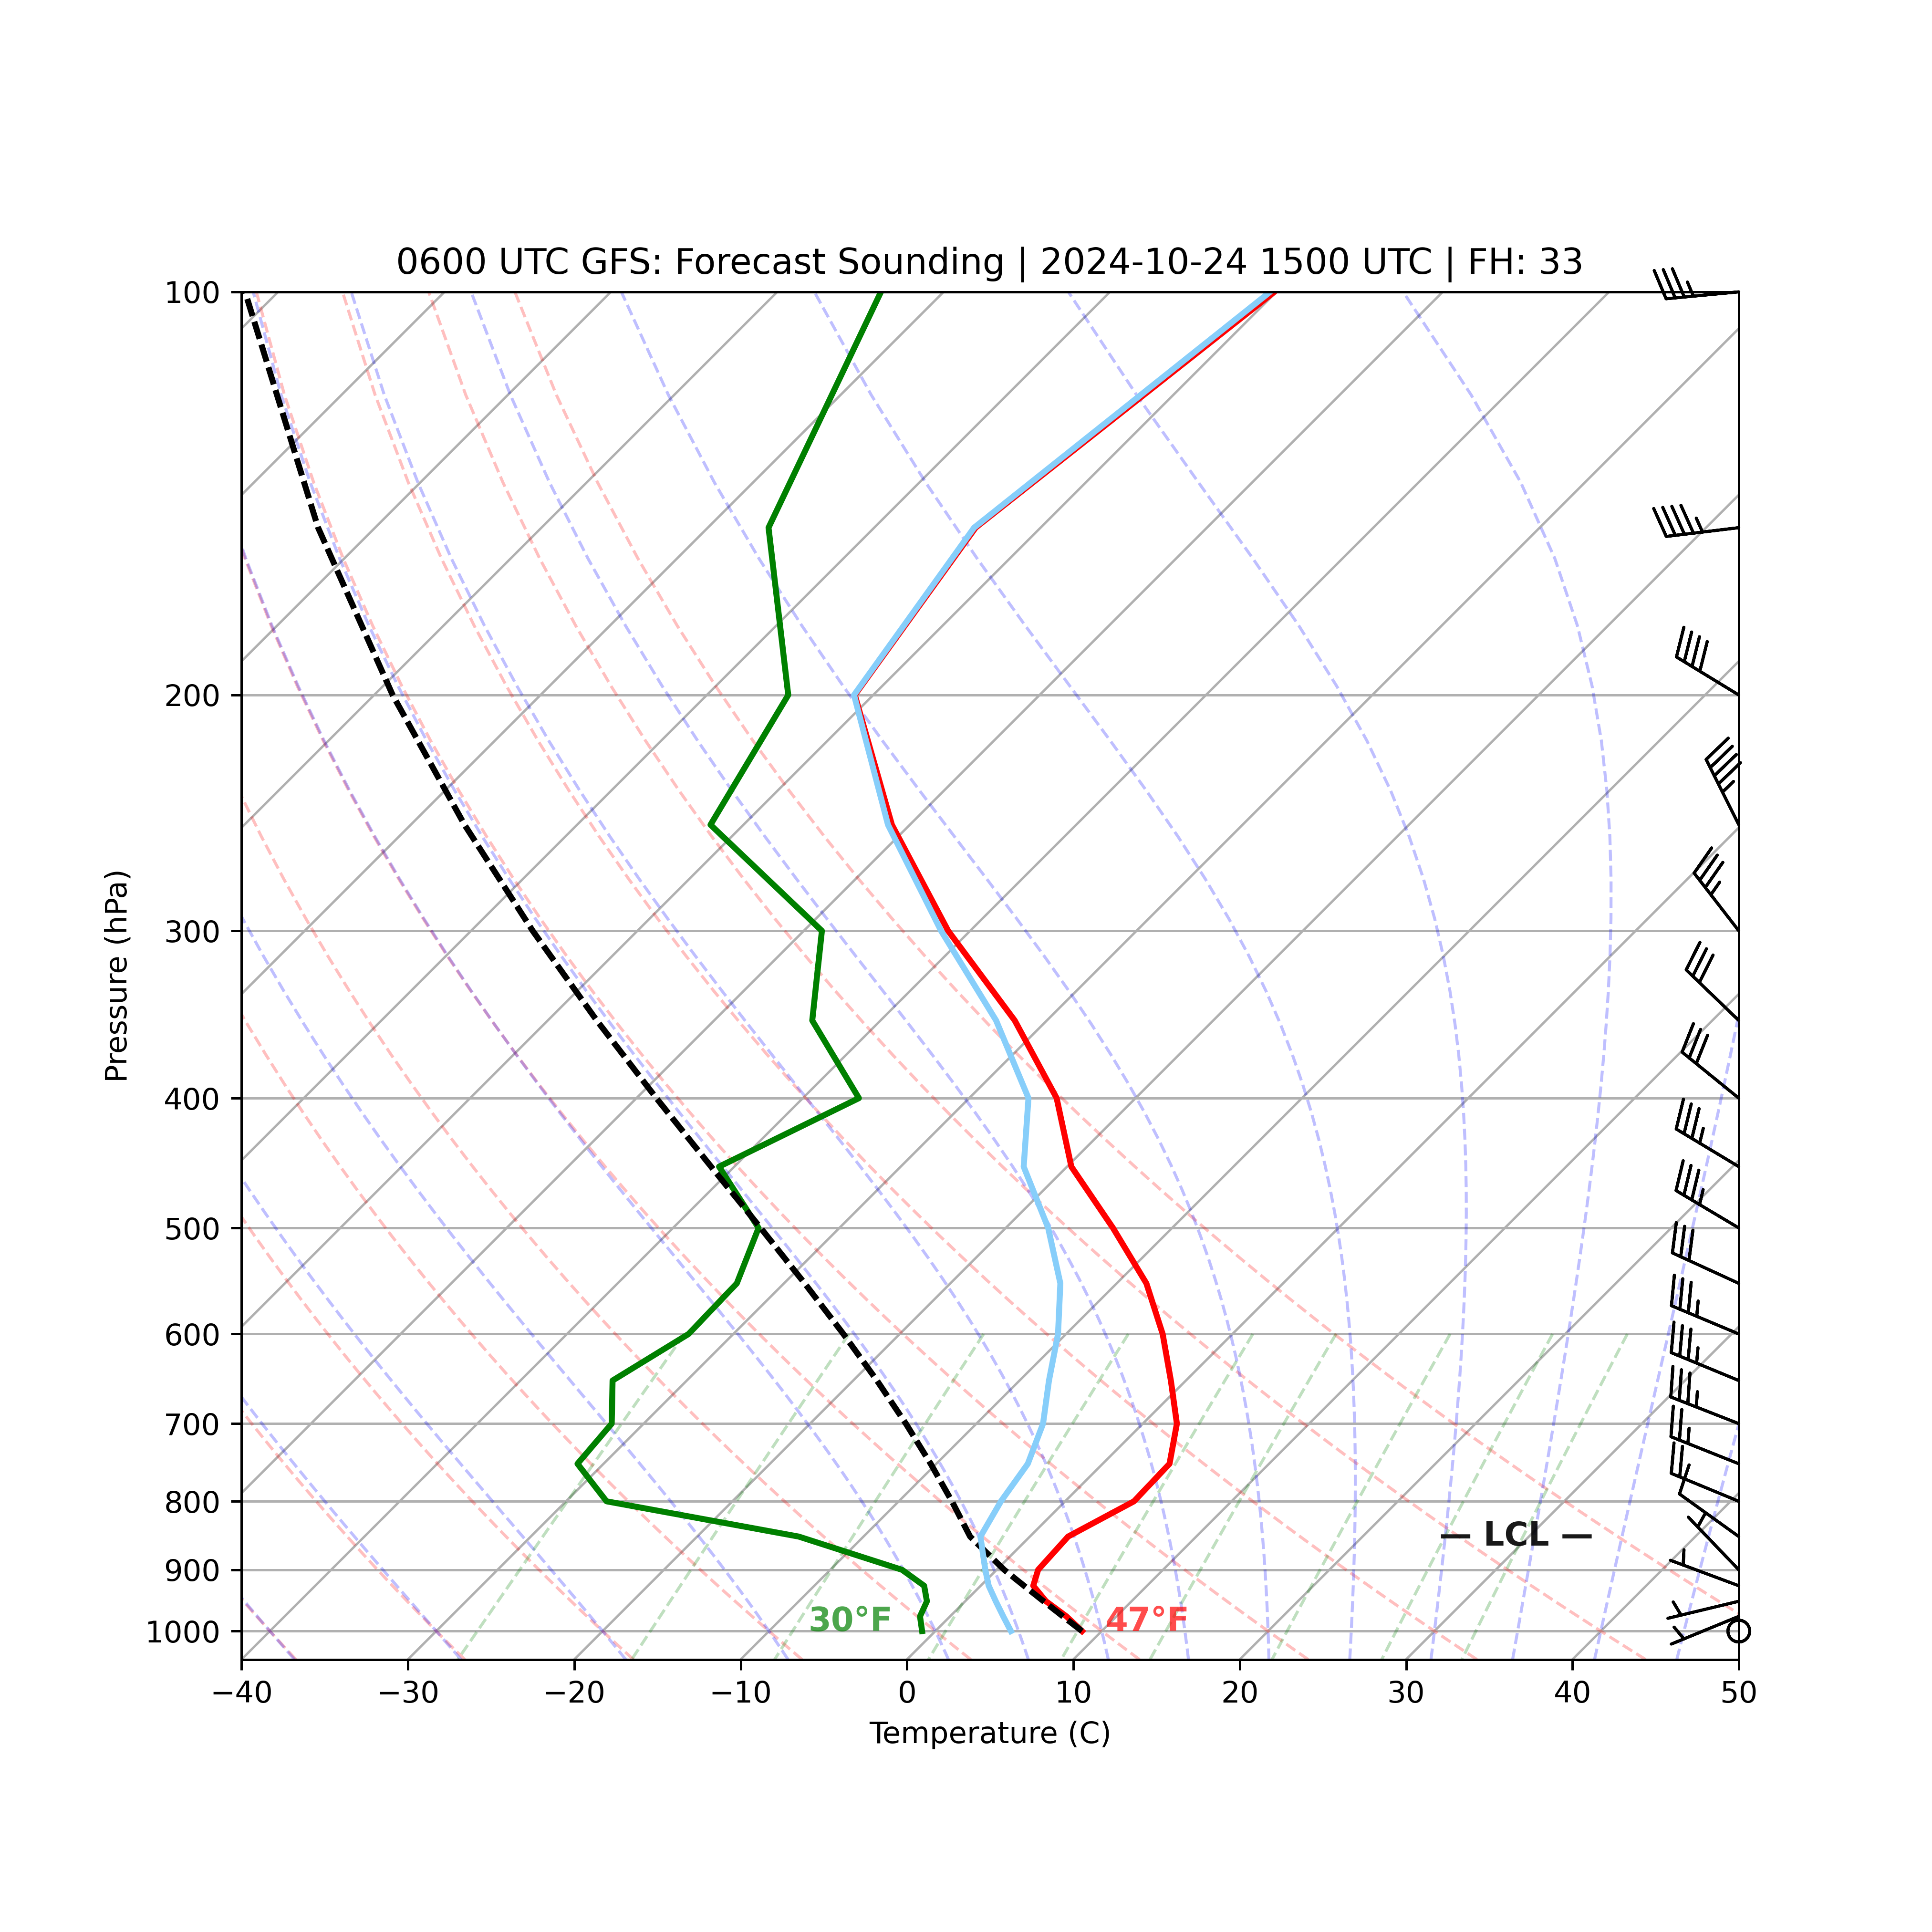 0600 UTC GFS: Forecast Sounding | 2024-10-24 1500 UTC | FH: 33
100
200
300
400
500
600
700
800
900
1000
Pressure (hPa)
— LCL —
30°F
47°F
−40 −30 −20 −10 0 10 20 30 40 50
Temperature (C)